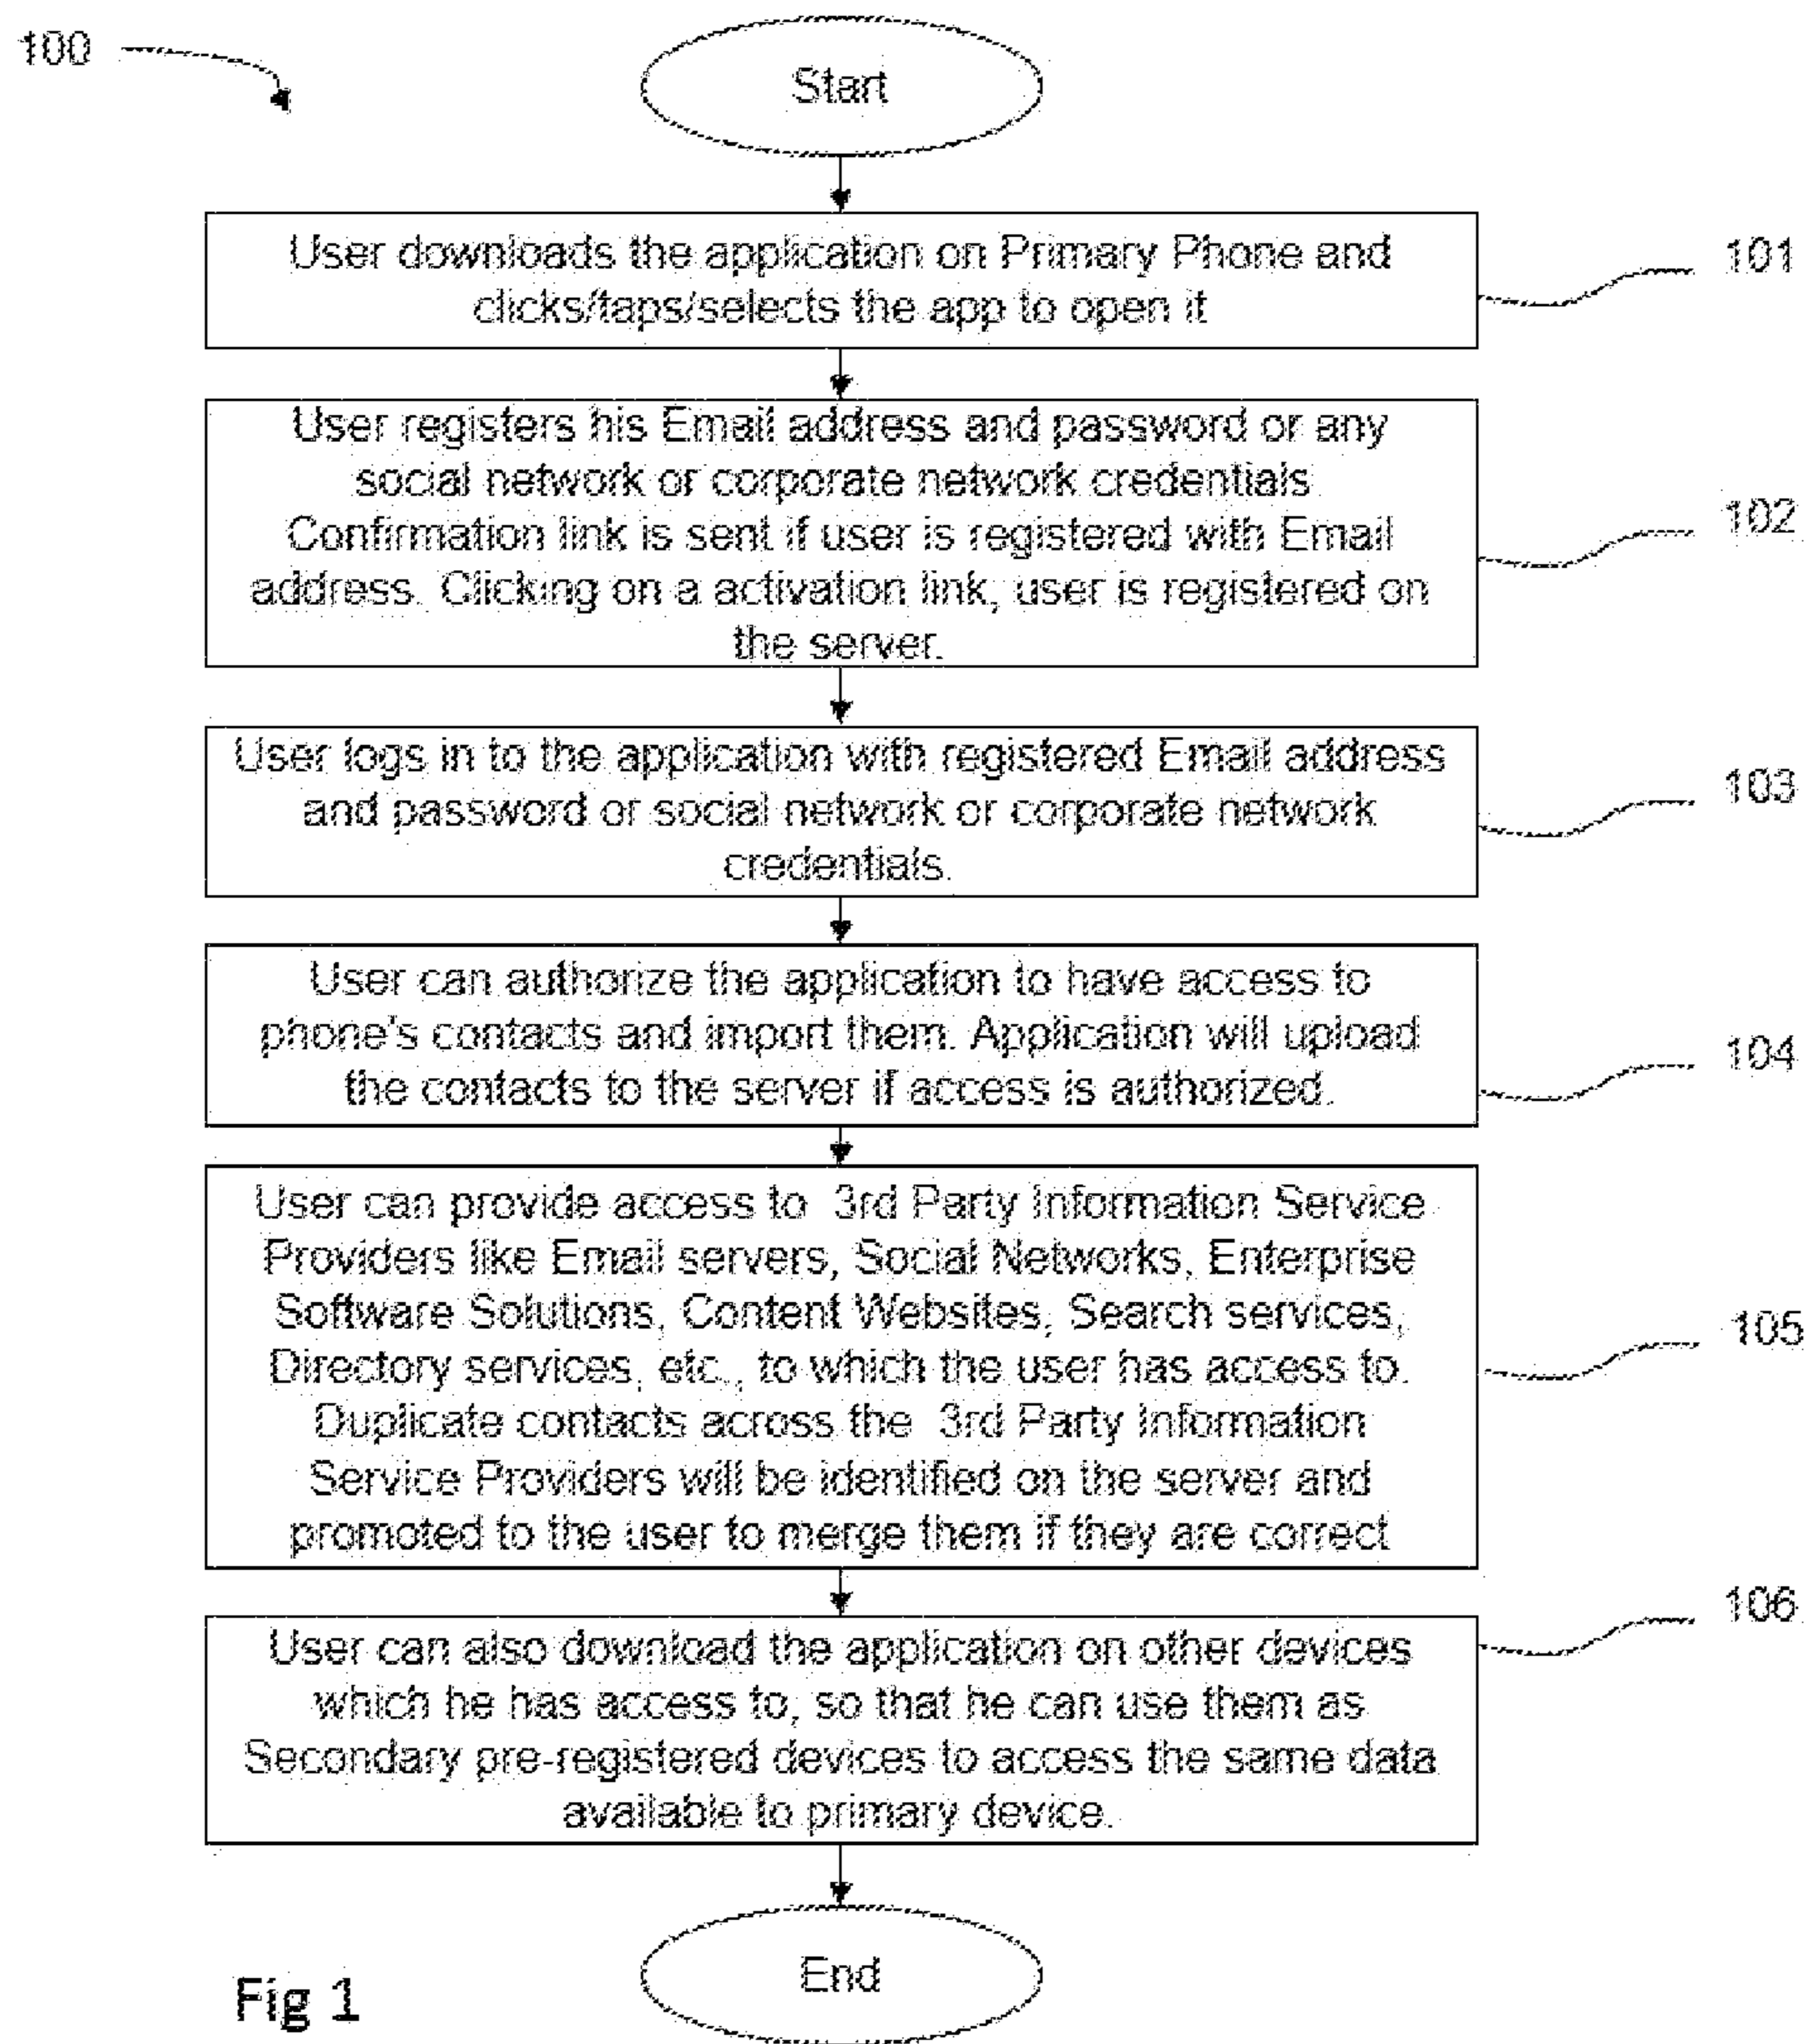 100
Start
User downloads the application on Primary Phone and
clicks/taps/selects the app to open it
101
User registers his Email address and password or any
social network or corporate network credentials.
Confirmation link is sent if user is registered with Email
address. Clicking on a activation link, user is registered on
the server.
102
User logs in to the application with registered Email address
and password or social network or corporate network
credentials.
103
User can authorize the application to have access to
phone's contacts and import them. Application will upload
the contacts to the server if access is authorized.
104
User can provide access to 3rd Party Information Service
Providers like Email servers, Social Networks, Enterprise
Software Solutions, Content Websites, Search services,
Directory services, etc., to which the user has access to.
Duplicate contacts across the 3rd Party Information
Service Providers will be identified on the server and
promoted to the user to merge them if they are correct
105
User can also download the application on other devices
which he has access to, so that he can use them as
Secondary pre-registered devices to access the same data
available to primary device.
106
End
Fig 1